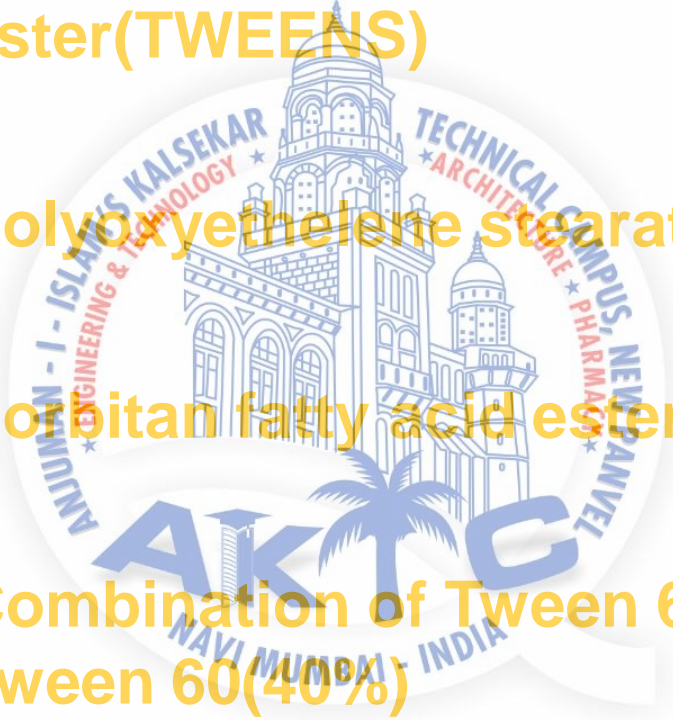 ster(TWEENS)
olyoxyethelene stearat
orbitan fatty acid ester
Combination of Tween 6
ween 60(40%)
ANJUMAN - I - ISLAM'S KALSEKAR TECHNICAL CAMPUS, NEW PANVEL
★ ENGINEERING & TECHNOLOGY ★ ★ ARCHITECTURE ★ PHARMACY ★
AKTC
NAVI MUMBAI - INDIA